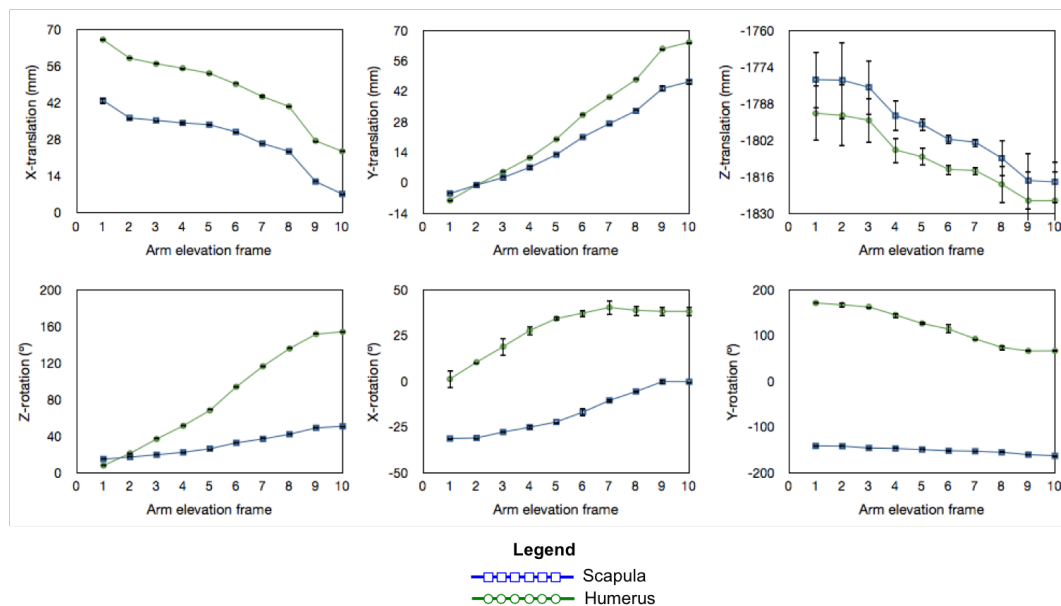 X-translation (mm)
70
56
42
28
14
0
0 1 2 3 4 5 6 7 8 9 10
Arm elevation frame
Y-translation (mm)
70
56
42
28
14
0
-14
0 1 2 3 4 5 6 7 8 9 10
Arm elevation frame
Z-translation (mm)
-1760
-1774
-1788
-1802
-1816
-1830
0 1 2 3 4 5 6 7 8 9 10
Arm elevation frame
Z-rotation (º)
200
160
120
80
40
0
0 1 2 3 4 5 6 7 8 9 10
Arm elevation frame
X-rotation (º)
50
25
0
-25
-50
0 1 2 3 4 5 6 7 8 9 10
Arm elevation frame
Y-rotation (º)
200
100
0
-100
-200
0 1 2 3 4 5 6 7 8 9 10
Arm elevation frame
Legend
Scapula
Humerus